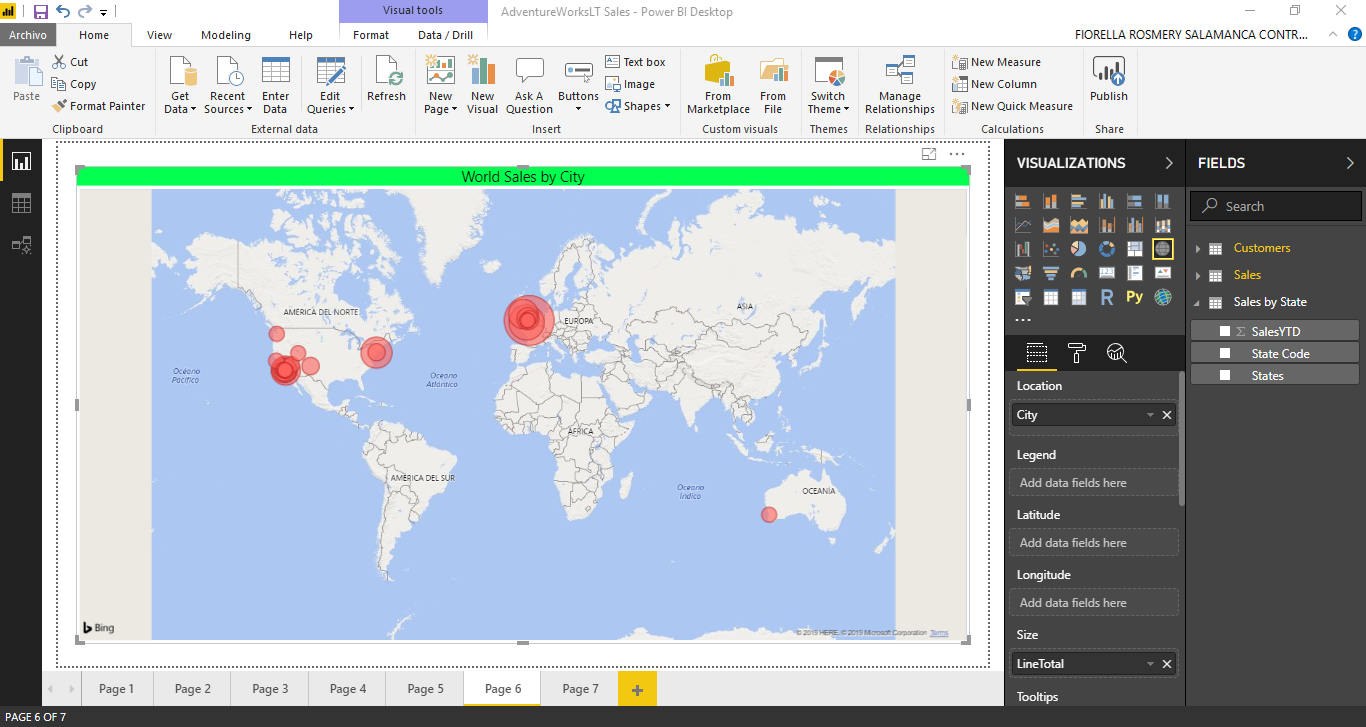 Visual tools
AdventureWorksLT Sales - Power BI Desktop
Archivo
Home
View
Modeling
Help
Format
Data / Drill
FIORELLA ROSMERY SALAMANCA CONTR...
?
Paste
Cut
Copy
Format Painter
Get
Data
Recent
Sources
Enter
Data
Edit
Queries
Refresh
New
Page
New
Visual
Ask A
Question
Buttons
Text box
Image
Shapes
From
Marketplace
From
File
Switch
Theme
Manage
Relationships
New Measure
New Column
New Quick Measure
Publish
Clipboard
External data
Insert
Custom visuals
Themes
Relationships
Calculations
Share
World Sales by City
AMÉRICA DEL NORTE
EUROPA
ASIA
Océano
Pacífico
Océano
Atlántico
ÁFRICA
AMÉRICA DEL SUR
Océano
Índico
OCEANÍA
Bing
© 2019 HERE, © 2019 Microsoft Corporation Terms
VISUALIZATIONS
R
Py
Location
City
Legend
Add data fields here
Latitude
Add data fields here
Longitude
Add data fields here
Size
LineTotal
Tooltips
FIELDS
Search
Customers
Sales
Sales by State
Σ SalesYTD
State Code
States
Page 1
Page 2
Page 3
Page 4
Page 5
Page 6
Page 7
+
PAGE 6 OF 7